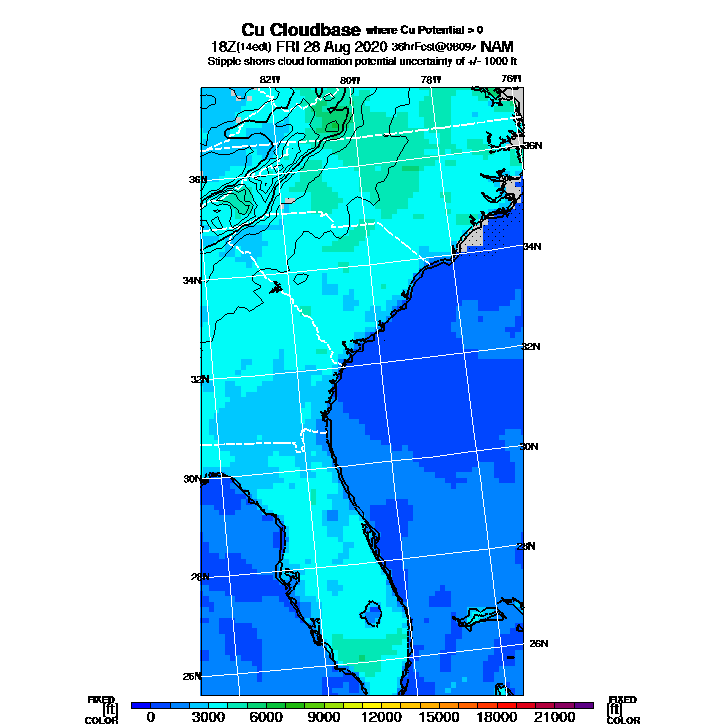 Cu Cloudbase where Cu Potential > 0
18Z(14edt) FRI 28 Aug 2020 36hrFcst@0809z NAM
Stipple shows cloud formation potential uncertainty of +/- 1000 ft
82W 80W 78W 76W
36N
36N
34N
34N
32N
32N
30N
30N
28N
28N
26N
26N
FIXED FIXED
[ft] [ft]
COLOR 0 3000 6000 9000 12000 15000 18000 21000 COLOR